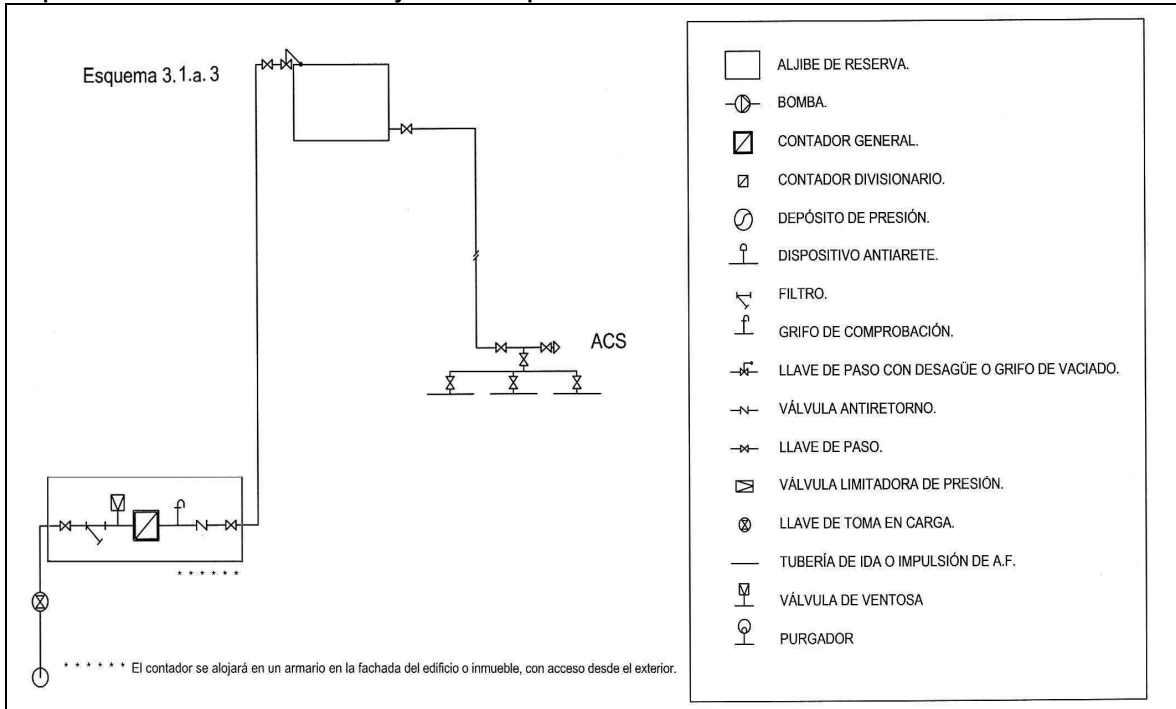 Esquema 3.1.a.3
ACS
* * * * * *
* * * * * * El contador se alojará en un armario en la fachada del edificio o inmueble, con acceso desde el exterior.
ALJIBE DE RESERVA.
BOMBA.
CONTADOR GENERAL.
CONTADOR DIVISIONARIO.
DEPÓSITO DE PRESIÓN.
DISPOSITIVO ANTIARETE.
FILTRO.
GRIFO DE COMPROBACIÓN.
LLAVE DE PASO CON DESAGÜE O GRIFO DE VACIADO.
VÁLVULA ANTIRETORNO.
LLAVE DE PASO.
VÁLVULA LIMITADORA DE PRESIÓN.
LLAVE DE TOMA EN CARGA.
TUBERÍA DE IDA O IMPULSIÓN DE A.F.
VÁLVULA DE VENTOSA
PURGADOR